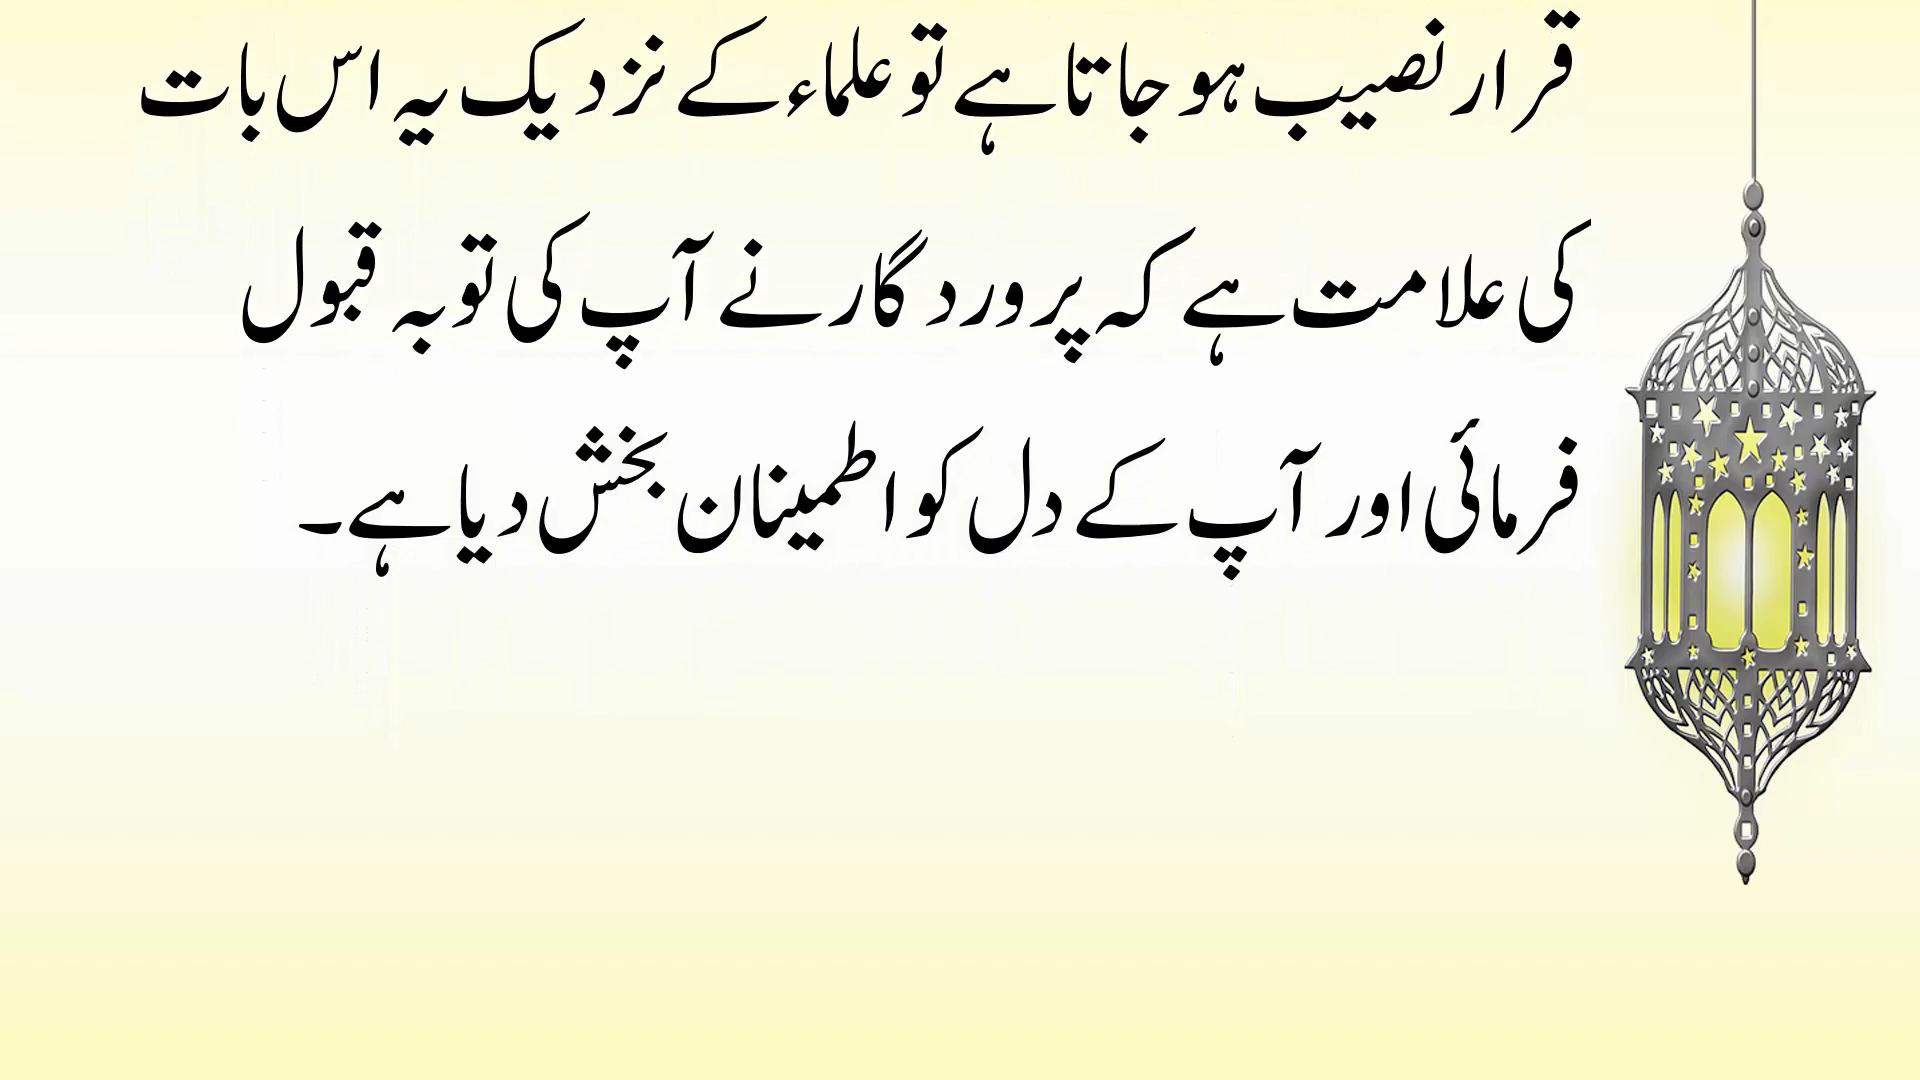 قرار نصیب ہو جاتا ہے تو علماء کے نزدیک یہ اس بات
کی علامت ہے کہ پروردگار نے آپ کی توبہ قبول
فرمائی اور آپ کے دل کو اطمینان بخش دیا ہے۔